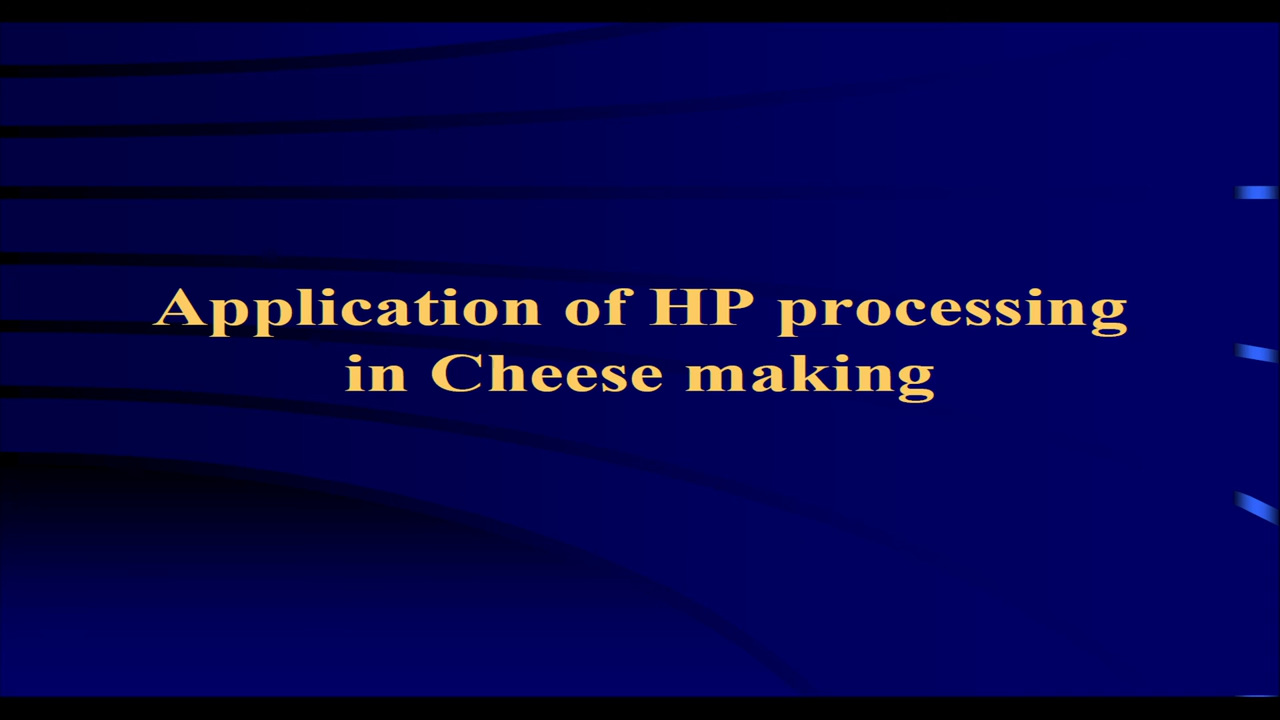 Application of HP processing
in Cheese making